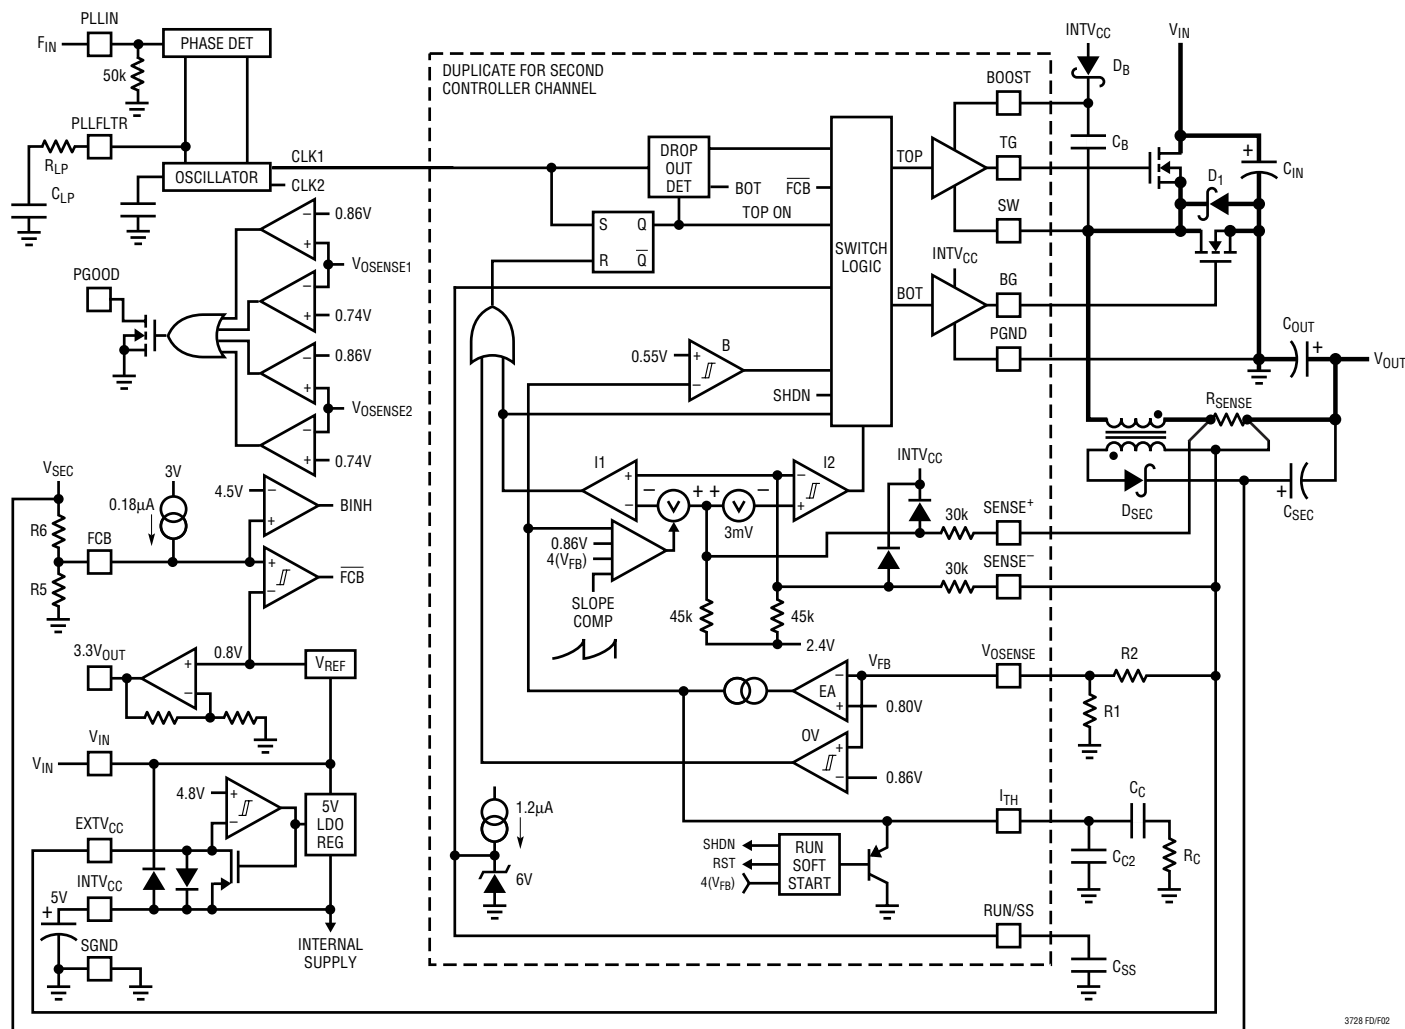 PLLIN
F_IN
PHASE DET
50k
PLLFLTR
R_LP
C_LP
OSCILLATOR
CLK1
CLK2
0.86V
V_OSENSE1
0.74V
PGOOD
0.86V
V_OSENSE2
0.74V
V_SEC
R6
R5
FCB
0.18µA
3V
4.5V
BINH
F̅C̅B̅
3.3V_OUT
0.8V
V_REF
V_IN
V_IN
4.8V
5V
LDO
REG
EXTV_CC
INTV_CC
5V
SGND
INTERNAL
SUPPLY
DUPLICATE FOR SECOND
CONTROLLER CHANNEL
DROP
OUT
DET
BOT
F̅C̅B̅
TOP ON
S Q
R Q̅
SWITCH
LOGIC
0.55V
B
SHDN
TOP
BOT
INTV_CC
BOOST
TG
SW
BG
PGND
INTV_CC
D_B
C_B
V_IN
D_1
C_IN
C_OUT
V_OUT
R_SENSE
D_SEC
C_SEC
I1
I2
3mV
0.86V
4(V_FB)
SLOPE
COMP
45k
45k
2.4V
INTV_CC
30k
SENSE⁺
30k
SENSE⁻
V_FB
V_OSENSE
R2
R1
EA
0.80V
OV
0.86V
1.2µA
6V
SHDN
RST
4(V_FB)
RUN
SOFT
START
I_TH
C_C
C_C2
R_C
RUN/SS
C_SS
3728 FD/F02